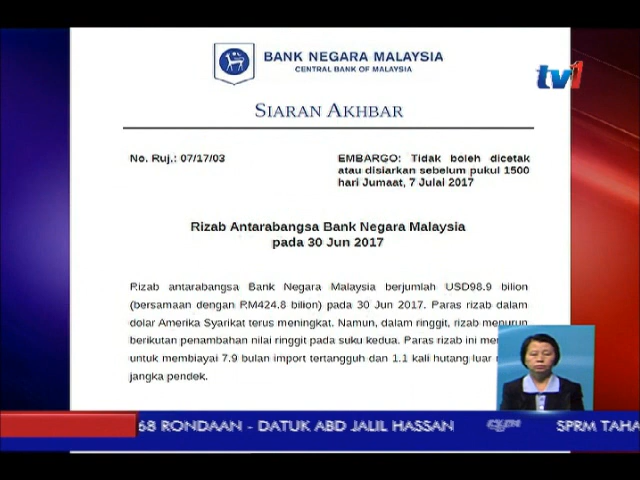 BANK NEGARA MALAYSIA
CENTRAL BANK OF MALAYSIA
tv1
SIARAN AKHBAR
No. Ruj.: 07/17/03
EMBARGO: Tidak boleh dicetak
atau disiarkan sebelum pukul 1500
hari Jumaat, 7 Julai 2017
Rizab Antarabangsa Bank Negara Malaysia
pada 30 Jun 2017
Rizab antarabangsa Bank Negara Malaysia berjumlah USD98.9 bilion
(bersamaan dengan RM424.8 bilion) pada 30 Jun 2017. Paras rizab dalam
dolar Amerika Syarikat terus meningkat. Namun, dalam ringgit, rizab menurun
berikutan penambahan nilai ringgit pada suku kedua. Paras rizab ini
untuk membiayai 7.9 bulan import tertangguh dan 1.1 kali hutang luar
jangka pendek.
68 RONDAAN - DATUK ABD JALIL HASSAN SPRM TAHA